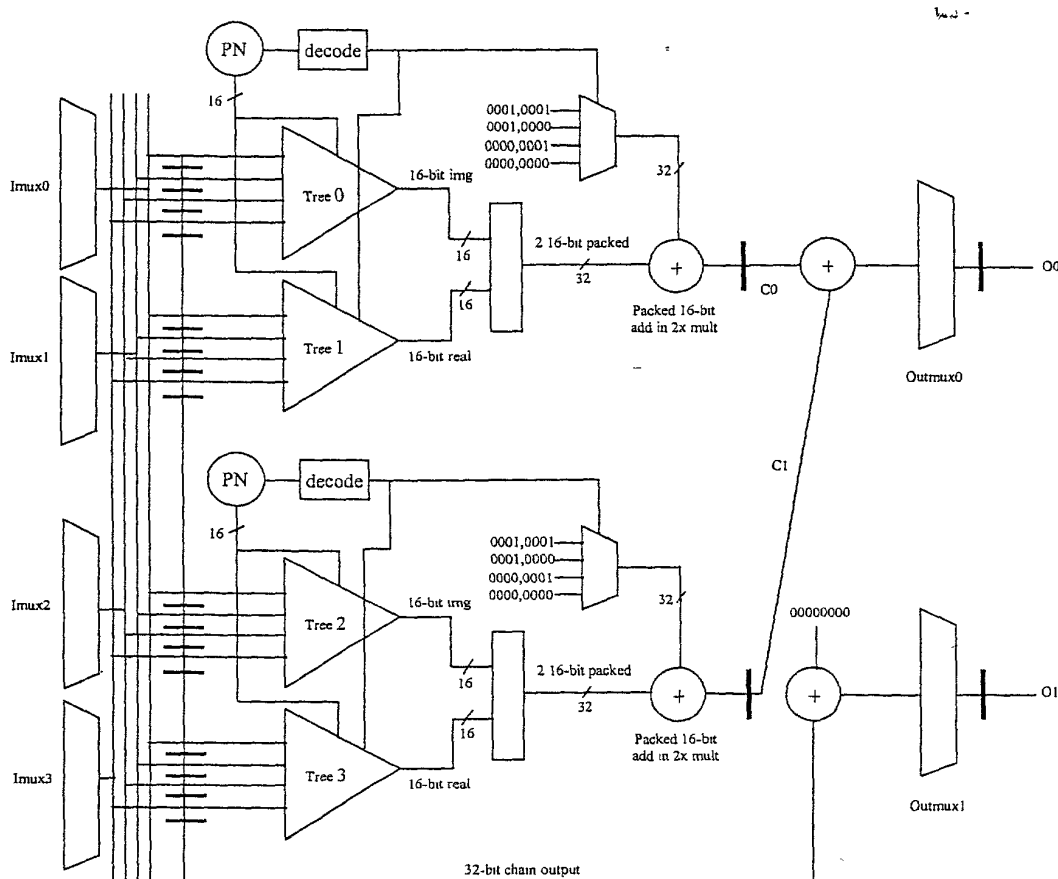 PN
decode
16
0001,0001
0001,0000
0000,0001
0000,0000
Imux0
Tree 0
16-bit img
32
16
2 16-bit packed
32
O0
C0
Packed 16-bit
add in 2x mult
16
Imux1
Tree 1
16-bit real
Outmux0
C1
PN
decode
16
0001,0001
0001,0000
0000,0001
0000,0000
Imux2
Tree 2
16-bit img
32
00000000
16
2 16-bit packed
32
O1
Packed 16-bit
add in 2x mult
16
Imux3
Tree 3
16-bit real
Outmux1
32-bit chain output